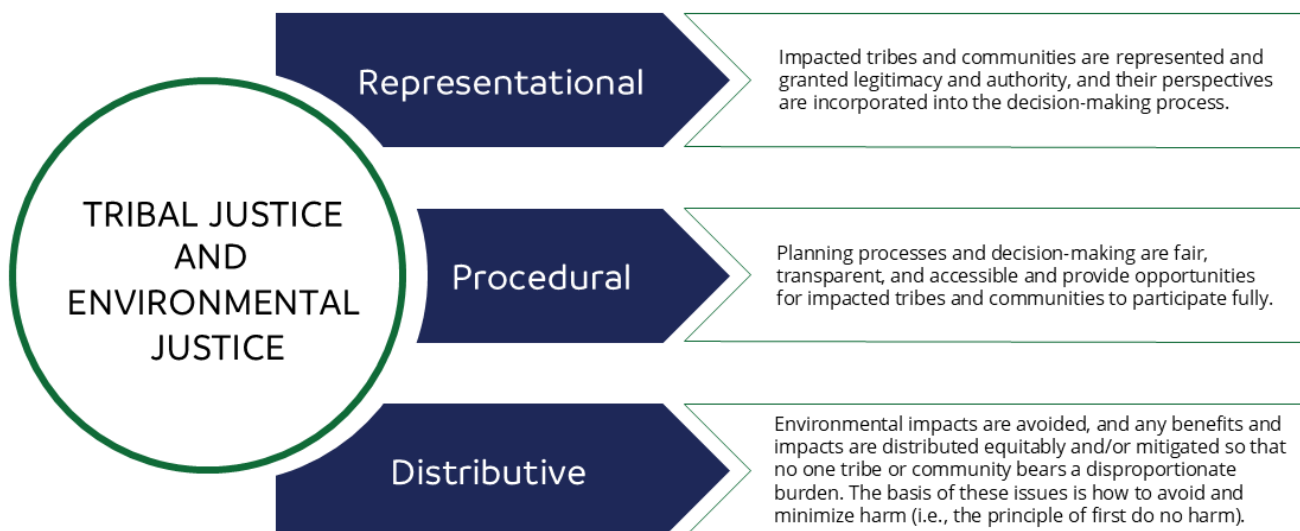 TRIBAL JUSTICE
AND
ENVIRONMENTAL
JUSTICE
Representational
Impacted tribes and communities are represented and
granted legitimacy and authority, and their perspectives
are incorporated into the decision-making process.
Procedural
Planning processes and decision-making are fair,
transparent, and accessible and provide opportunities
for impacted tribes and communities to participate fully.
Distributive
Environmental impacts are avoided, and any benefits and
impacts are distributed equitably and/or mitigated so that
no one tribe or community bears a disproportionate
burden. The basis of these issues is how to avoid and
minimize harm (i.e., the principle of first do no harm).